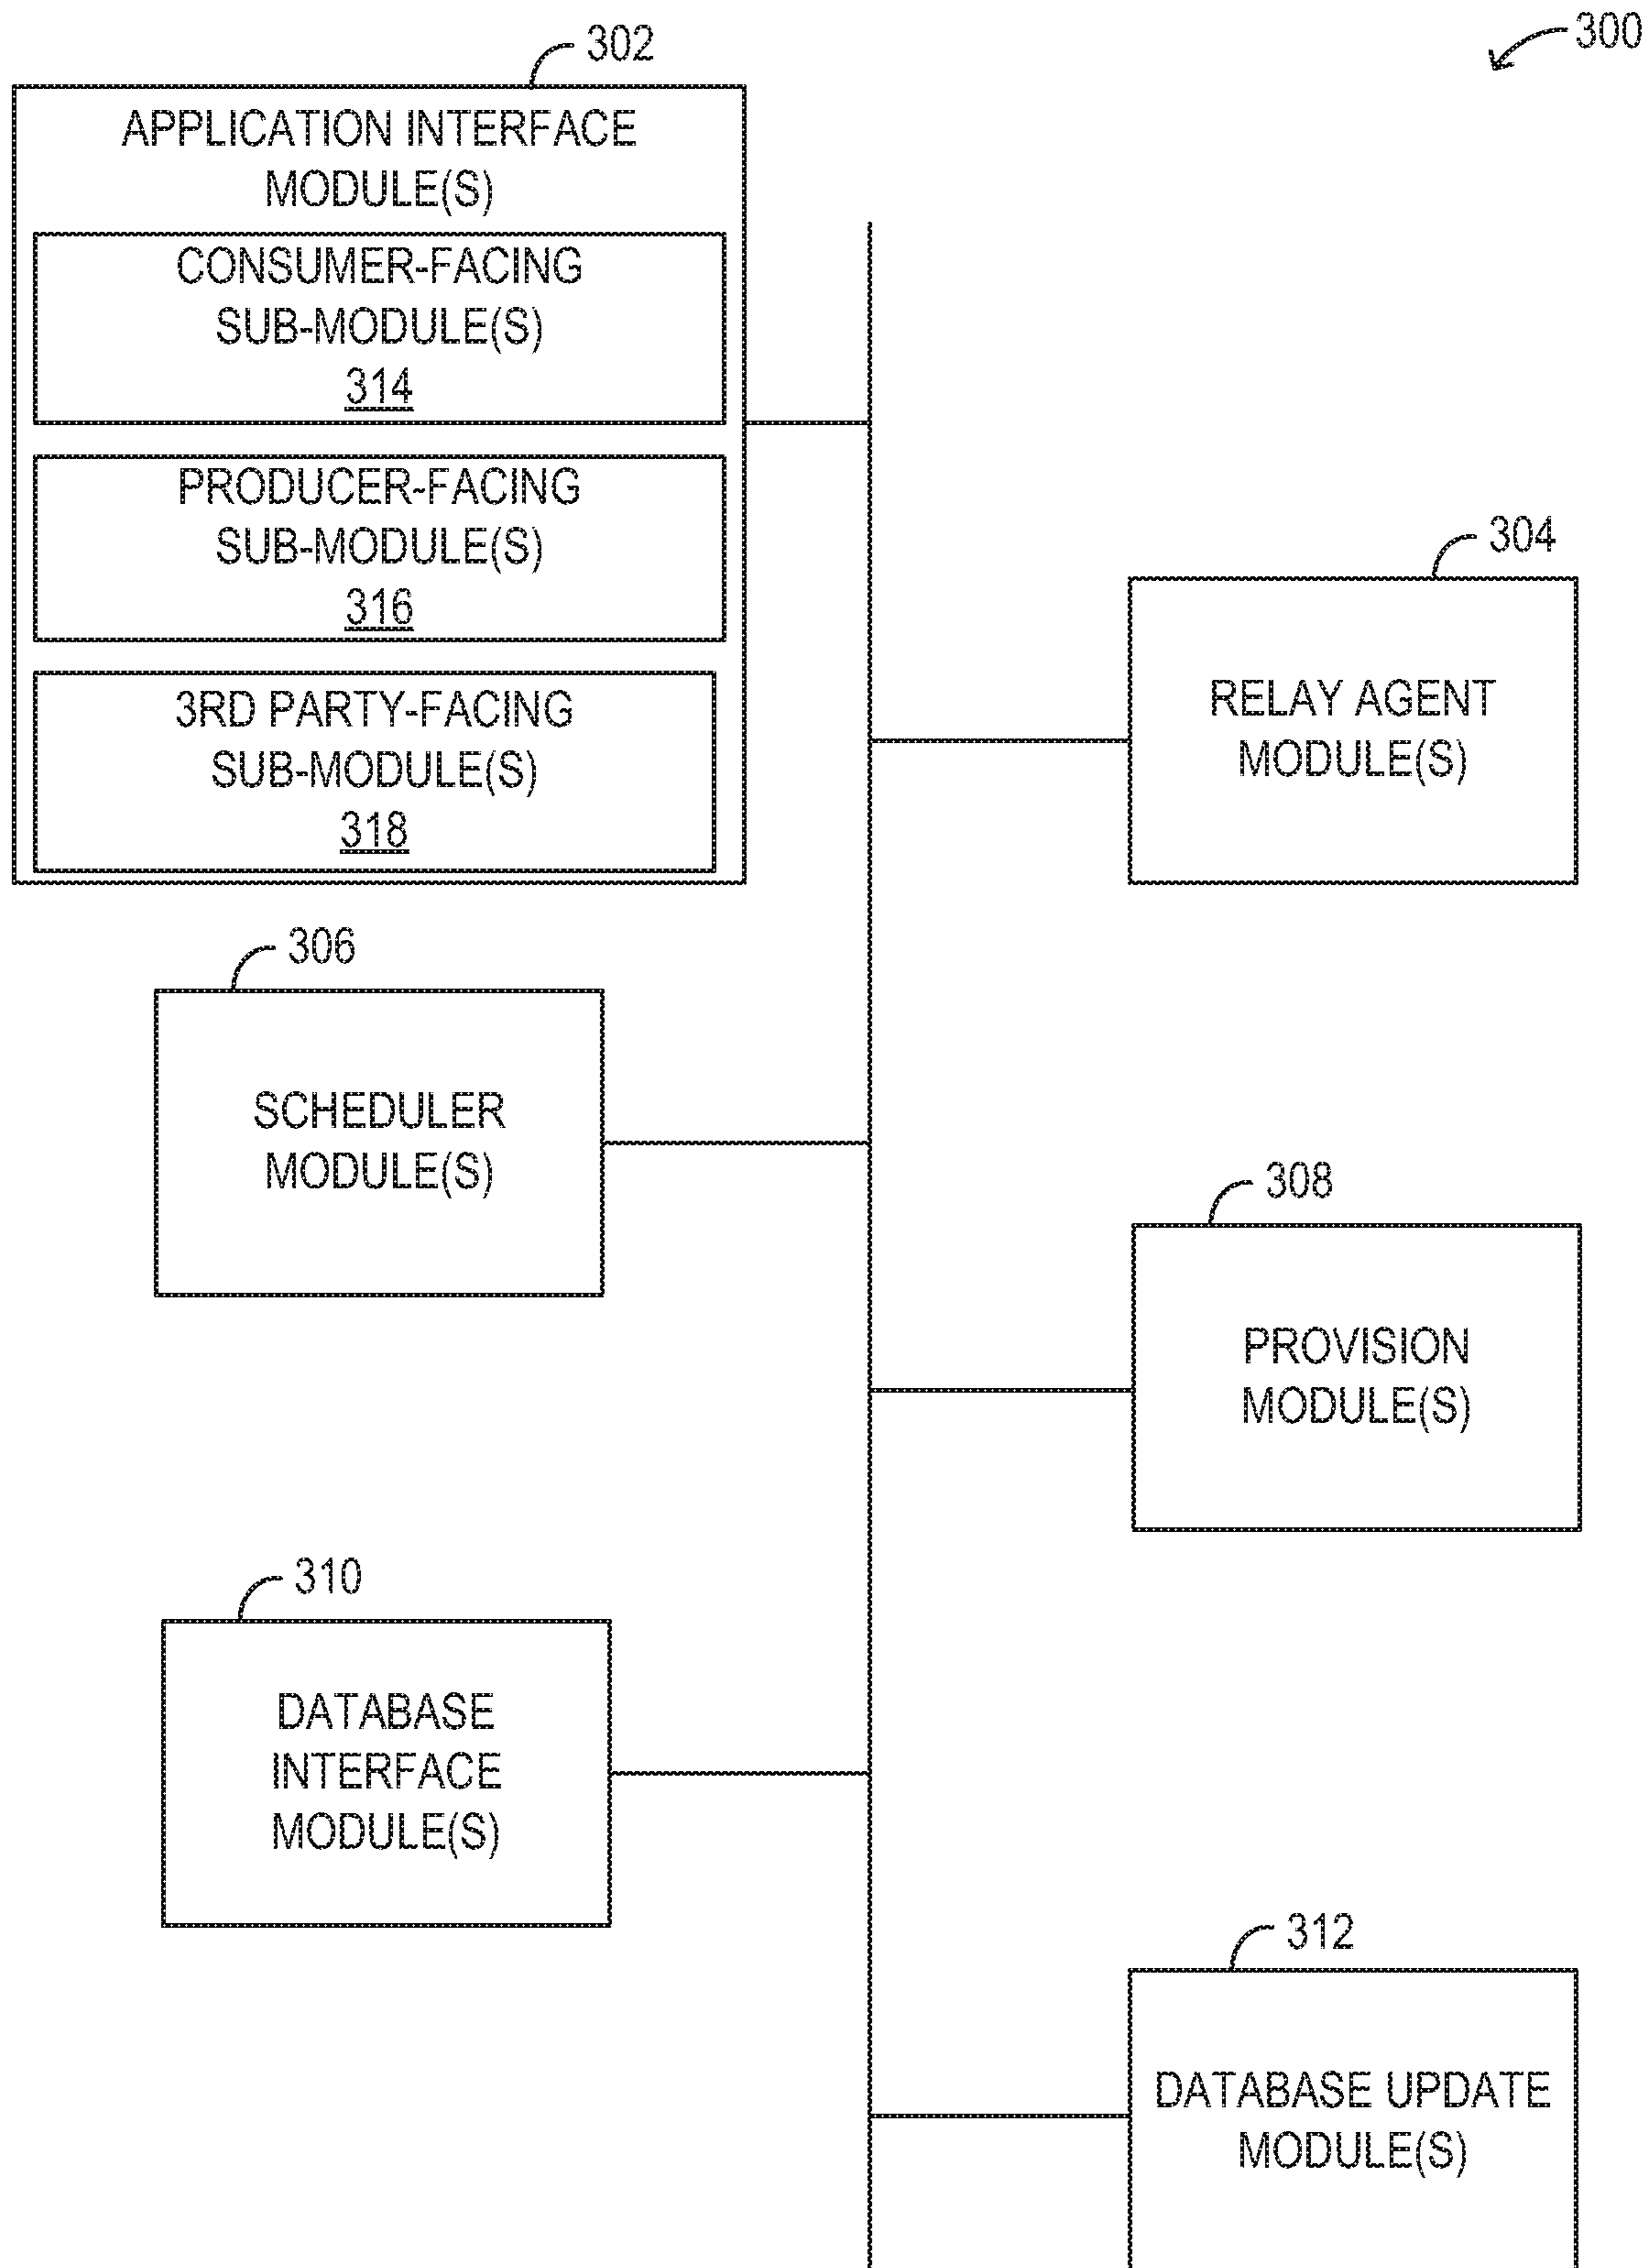 300
302
APPLICATION INTERFACE
MODULE(S)
CONSUMER-FACING
SUB-MODULE(S)
314
PRODUCER-FACING
SUB-MODULE(S)
316
3RD PARTY-FACING
SUB-MODULE(S)
318
304
RELAY AGENT
MODULE(S)
306
SCHEDULER
MODULE(S)
308
PROVISION
MODULE(S)
310
DATABASE
INTERFACE
MODULE(S)
312
DATABASE UPDATE
MODULE(S)